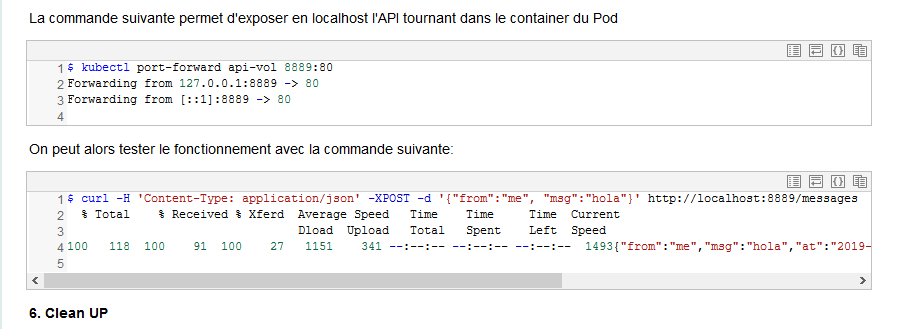 La commande suivante permet d'exposer en localhost l'API tournant dans le container du Pod
1 $ kubectl port-forward api-vol 8889:80
2 Forwarding from 127.0.0.1:8889 -> 80
3 Forwarding from [::1]:8889 -> 80
4
On peut alors tester le fonctionnement avec la commande suivante:
1 $ curl -H 'Content-Type: application/json' -XPOST -d '{"from":"me", "msg":"hola"}' http://localhost:8889/messages
2 % Total % Received % Xferd Average Speed Time Time Time Current
3 Dload Upload Total Spent Left Speed
4 100 118 100 91 100 27 1151 341 --:--:-- --:--:-- --:--:-- 1493{"from":"me","msg":"hola","at":"2019-
5
6. Clean UP